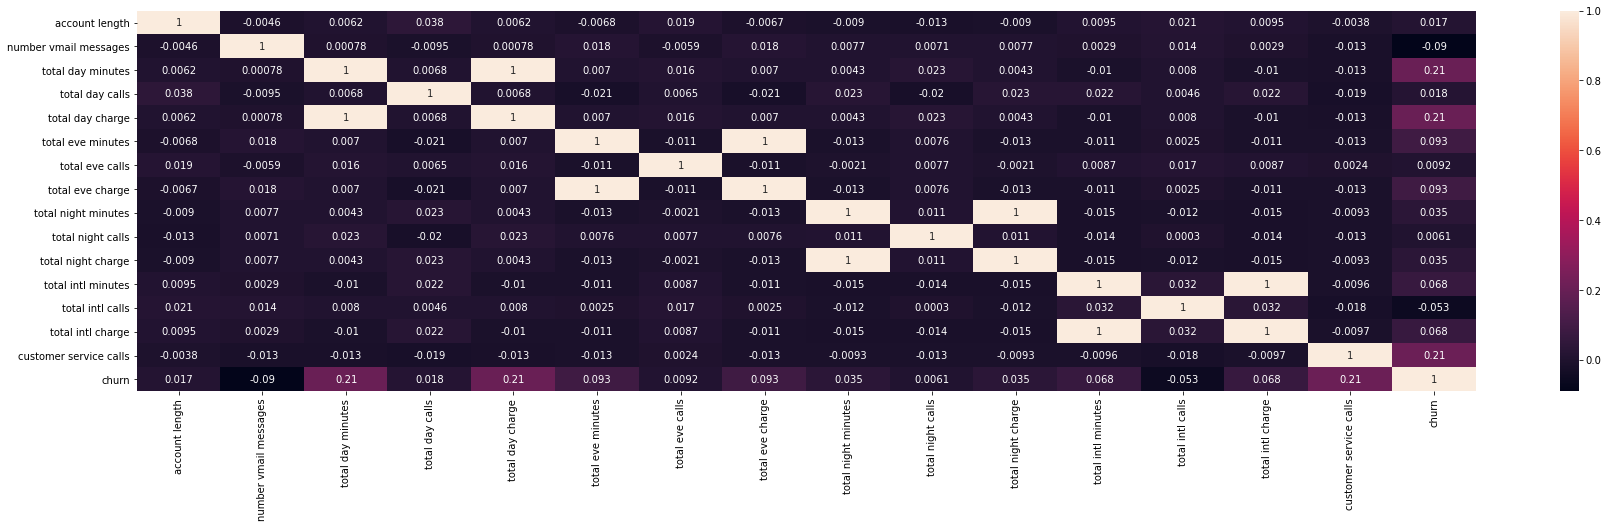 account length 1 -0.0046 0.0062 0.038 0.0062 -0.0068 0.019 -0.0067 -0.009 -0.013 -0.009 0.0095 0.021 0.0095 -0.0038 0.017
number vmail messages -0.0046 1 0.00078 -0.0095 0.00078 0.018 -0.0059 0.018 0.0077 0.0071 0.0077 0.0029 0.014 0.0029 -0.013 -0.09
total day minutes 0.0062 0.00078 1 0.0068 1 0.007 0.016 0.007 0.0043 0.023 0.0043 -0.01 0.008 -0.01 -0.013 0.21
total day calls 0.038 -0.0095 0.0068 1 0.0068 -0.021 0.0065 -0.021 0.023 -0.02 0.023 0.022 0.0046 0.022 -0.019 0.018
total day charge 0.0062 0.00078 1 0.0068 1 0.007 0.016 0.007 0.0043 0.023 0.0043 -0.01 0.008 -0.01 -0.013 0.21
total eve minutes -0.0068 0.018 0.007 -0.021 0.007 1 -0.011 1 -0.013 0.0076 -0.013 -0.011 0.0025 -0.011 -0.013 0.093
total eve calls 0.019 -0.0059 0.016 0.0065 0.016 -0.011 1 -0.011 -0.0021 0.0077 -0.0021 0.0087 0.017 0.0087 0.0024 0.0092
total eve charge -0.0067 0.018 0.007 -0.021 0.007 1 -0.011 1 -0.013 0.0076 -0.013 -0.011 0.0025 -0.011 -0.013 0.093
total night minutes -0.009 0.0077 0.0043 0.023 0.0043 -0.013 -0.0021 -0.013 1 0.011 1 -0.015 -0.012 -0.015 -0.0093 0.035
total night calls -0.013 0.0071 0.023 -0.02 0.023 0.0076 0.0077 0.0076 0.011 1 0.011 -0.014 0.0003 -0.014 -0.013 0.0061
total night charge -0.009 0.0077 0.0043 0.023 0.0043 -0.013 -0.0021 -0.013 1 0.011 1 -0.015 -0.012 -0.015 -0.0093 0.035
total intl minutes 0.0095 0.0029 -0.01 0.022 -0.01 -0.011 0.0087 -0.011 -0.015 -0.014 -0.015 1 0.032 1 -0.0096 0.068
total intl calls 0.021 0.014 0.008 0.0046 0.008 0.0025 0.017 0.0025 -0.012 0.0003 -0.012 0.032 1 0.032 -0.018 -0.053
total intl charge 0.0095 0.0029 -0.01 0.022 -0.01 -0.011 0.0087 -0.011 -0.015 -0.014 -0.015 1 0.032 1 -0.0097 0.068
customer service calls -0.0038 -0.013 -0.013 -0.019 -0.013 -0.013 0.0024 -0.013 -0.0093 -0.013 -0.0093 -0.0096 -0.018 -0.0097 1 0.21
churn 0.017 -0.09 0.21 0.018 0.21 0.093 0.0092 0.093 0.035 0.0061 0.035 0.068 -0.053 0.068 0.21 1
account length
number vmail messages
total day minutes
total day calls
total day charge
total eve minutes
total eve calls
total eve charge
total night minutes
total night calls
total night charge
total intl minutes
total intl calls
total intl charge
customer service calls
churn
1.0
0.8
0.6
0.4
0.2
0.0